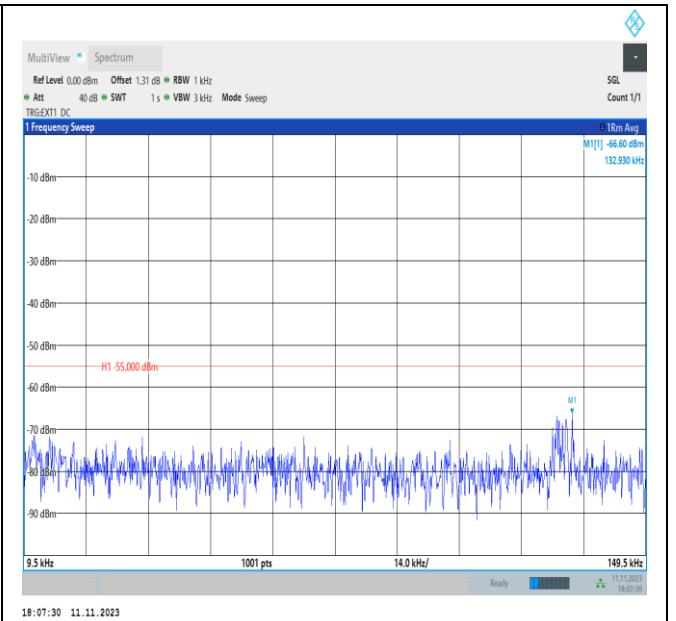 MultiView Spectrum
Ref Level 0.00 dBm Offset 1.31 dB RBW 1 kHz SGL
Att 40 dB SWT 1 s VBW 3 kHz Mode Sweep Count 1/1
TRG:EXT1 DC
1 Frequency Sweep 1Rm Avg
M1[1] -66.60 dBm
132.930 kHz
-10 dBm
-20 dBm
-30 dBm
-40 dBm
-50 dBm
H1 -55.000 dBm
-60 dBm
M1
-70 dBm
-80 dBm
-90 dBm
9.5 kHz 1001 pts 14.0 kHz/ 149.5 kHz
Ready 11.11.2023
18:07:30
18:07:30 11.11.2023